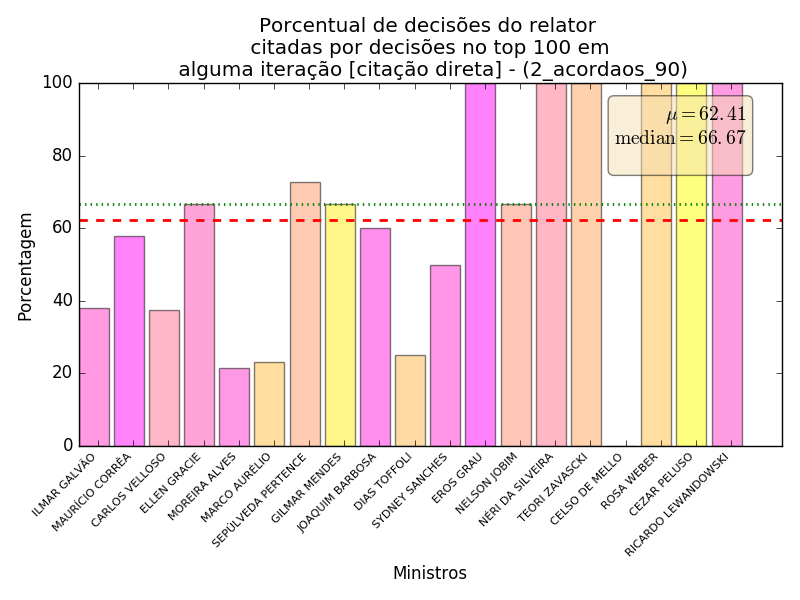 Porcentual de decisões do relator
citadas por decisões no top 100 em
alguma iteração [citação direta] - (2_acordaos_90)
μ = 62.41
median = 66.67
Porcentagem
100
80
60
40
20
0
ILMAR GALVÃO
MAURÍCIO CORRÊA
CARLOS VELLOSO
ELLEN GRACIE
MOREIRA ALVES
MARCO AURÉLIO
SEPÚLVEDA PERTENCE
GILMAR MENDES
JOAQUIM BARBOSA
DIAS TOFFOLI
SYDNEY SANCHES
EROS GRAU
NELSON JOBIM
NÉRI DA SILVEIRA
TEORI ZAVASCKI
CELSO DE MELLO
ROSA WEBER
CEZAR PELUSO
RICARDO LEWANDOWSKI
Ministros